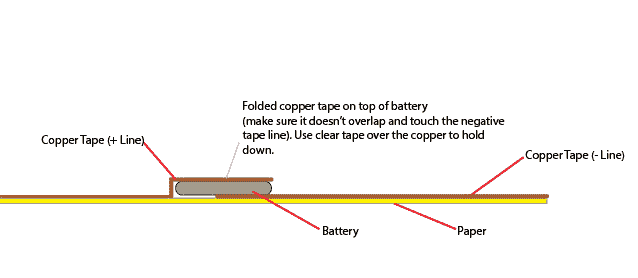 Folded copper tape on top of battery
(make sure it doesn't overlap and touch the negative
tape line). Use clear tape over the copper to hold
down.
Copper Tape (+ Line)
Copper Tape (- Line)
Battery
Paper